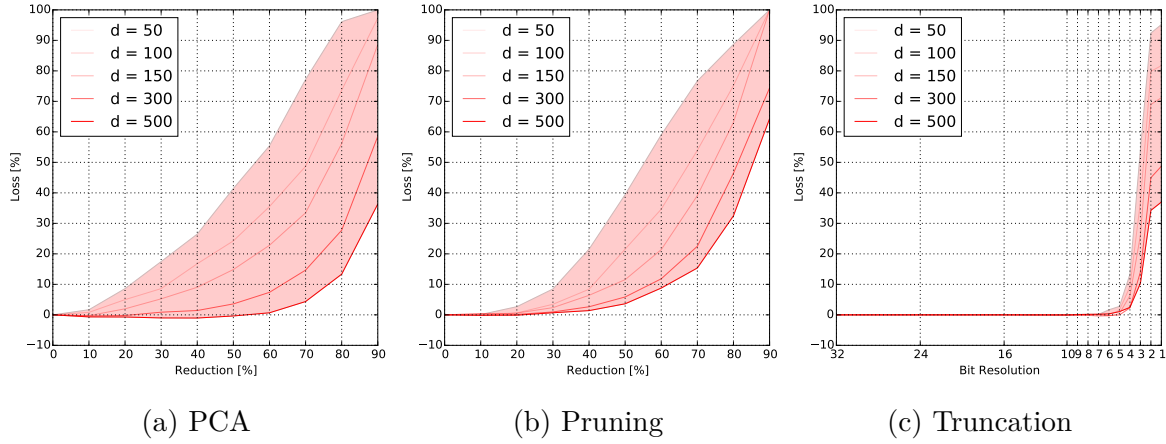 100
90
80
70
60
50
40
30
20
10
0
−10
Loss [%]
d = 50
d = 100
d = 150
d = 300
d = 500
0 10 20 30 40 50 60 70 80 90
Reduction [%]
(a) PCA
100
90
80
70
60
50
40
30
20
10
0
−10
Loss [%]
d = 50
d = 100
d = 150
d = 300
d = 500
0 10 20 30 40 50 60 70 80 90
Reduction [%]
(b) Pruning
100
90
80
70
60
50
40
30
20
10
0
−10
Loss [%]
d = 50
d = 100
d = 150
d = 300
d = 500
32 24 16 10 9 8 7 6 5 4 3 2 1
Bit Resolution
(c) Truncation